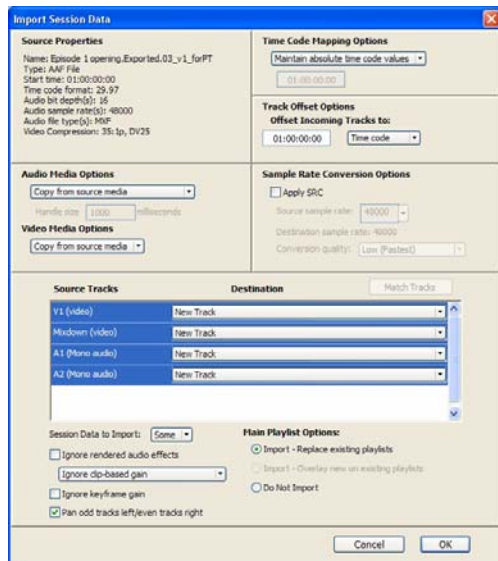 Import Session Data
Source Properties
Name: Episode 1 opening.Exported.03_v1_forPT
Type: AAF File
Start time: 01:00:00:00
Time code format: 29.97
Audio bit depth(s): 16
Audio sample rate(s): 48000
Audio file type(s): MXF
Video Compression: 35:1p, DV25
Time Code Mapping Options
Maintain absolute time code values
01:00:00:00
Track Offset Options
Offset Incoming Tracks to:
01:00:00:00 Time code
Audio Media Options
Copy from source media
Handle size 1000 milliseconds
Video Media Options
Copy from source media
Sample Rate Conversion Options
Apply SRC
Source sample rate: 48000
Destination sample rate: 48000
Conversion quality: Low (Fastest)
Source Tracks Destination Match Tracks
V1 (video) New Track
Mixdown (video) New Track
A1 (Mono audio) New Track
A2 (Mono audio) New Track
Session Data to Import: Some
Ignore rendered audio effects
Ignore clip-based gain
Ignore keyframe gain
Pan odd tracks left/even tracks right
Main Playlist Options:
Import - Replace existing playlists
Import - Overlay new on existing playlists
Do Not Import
Cancel OK